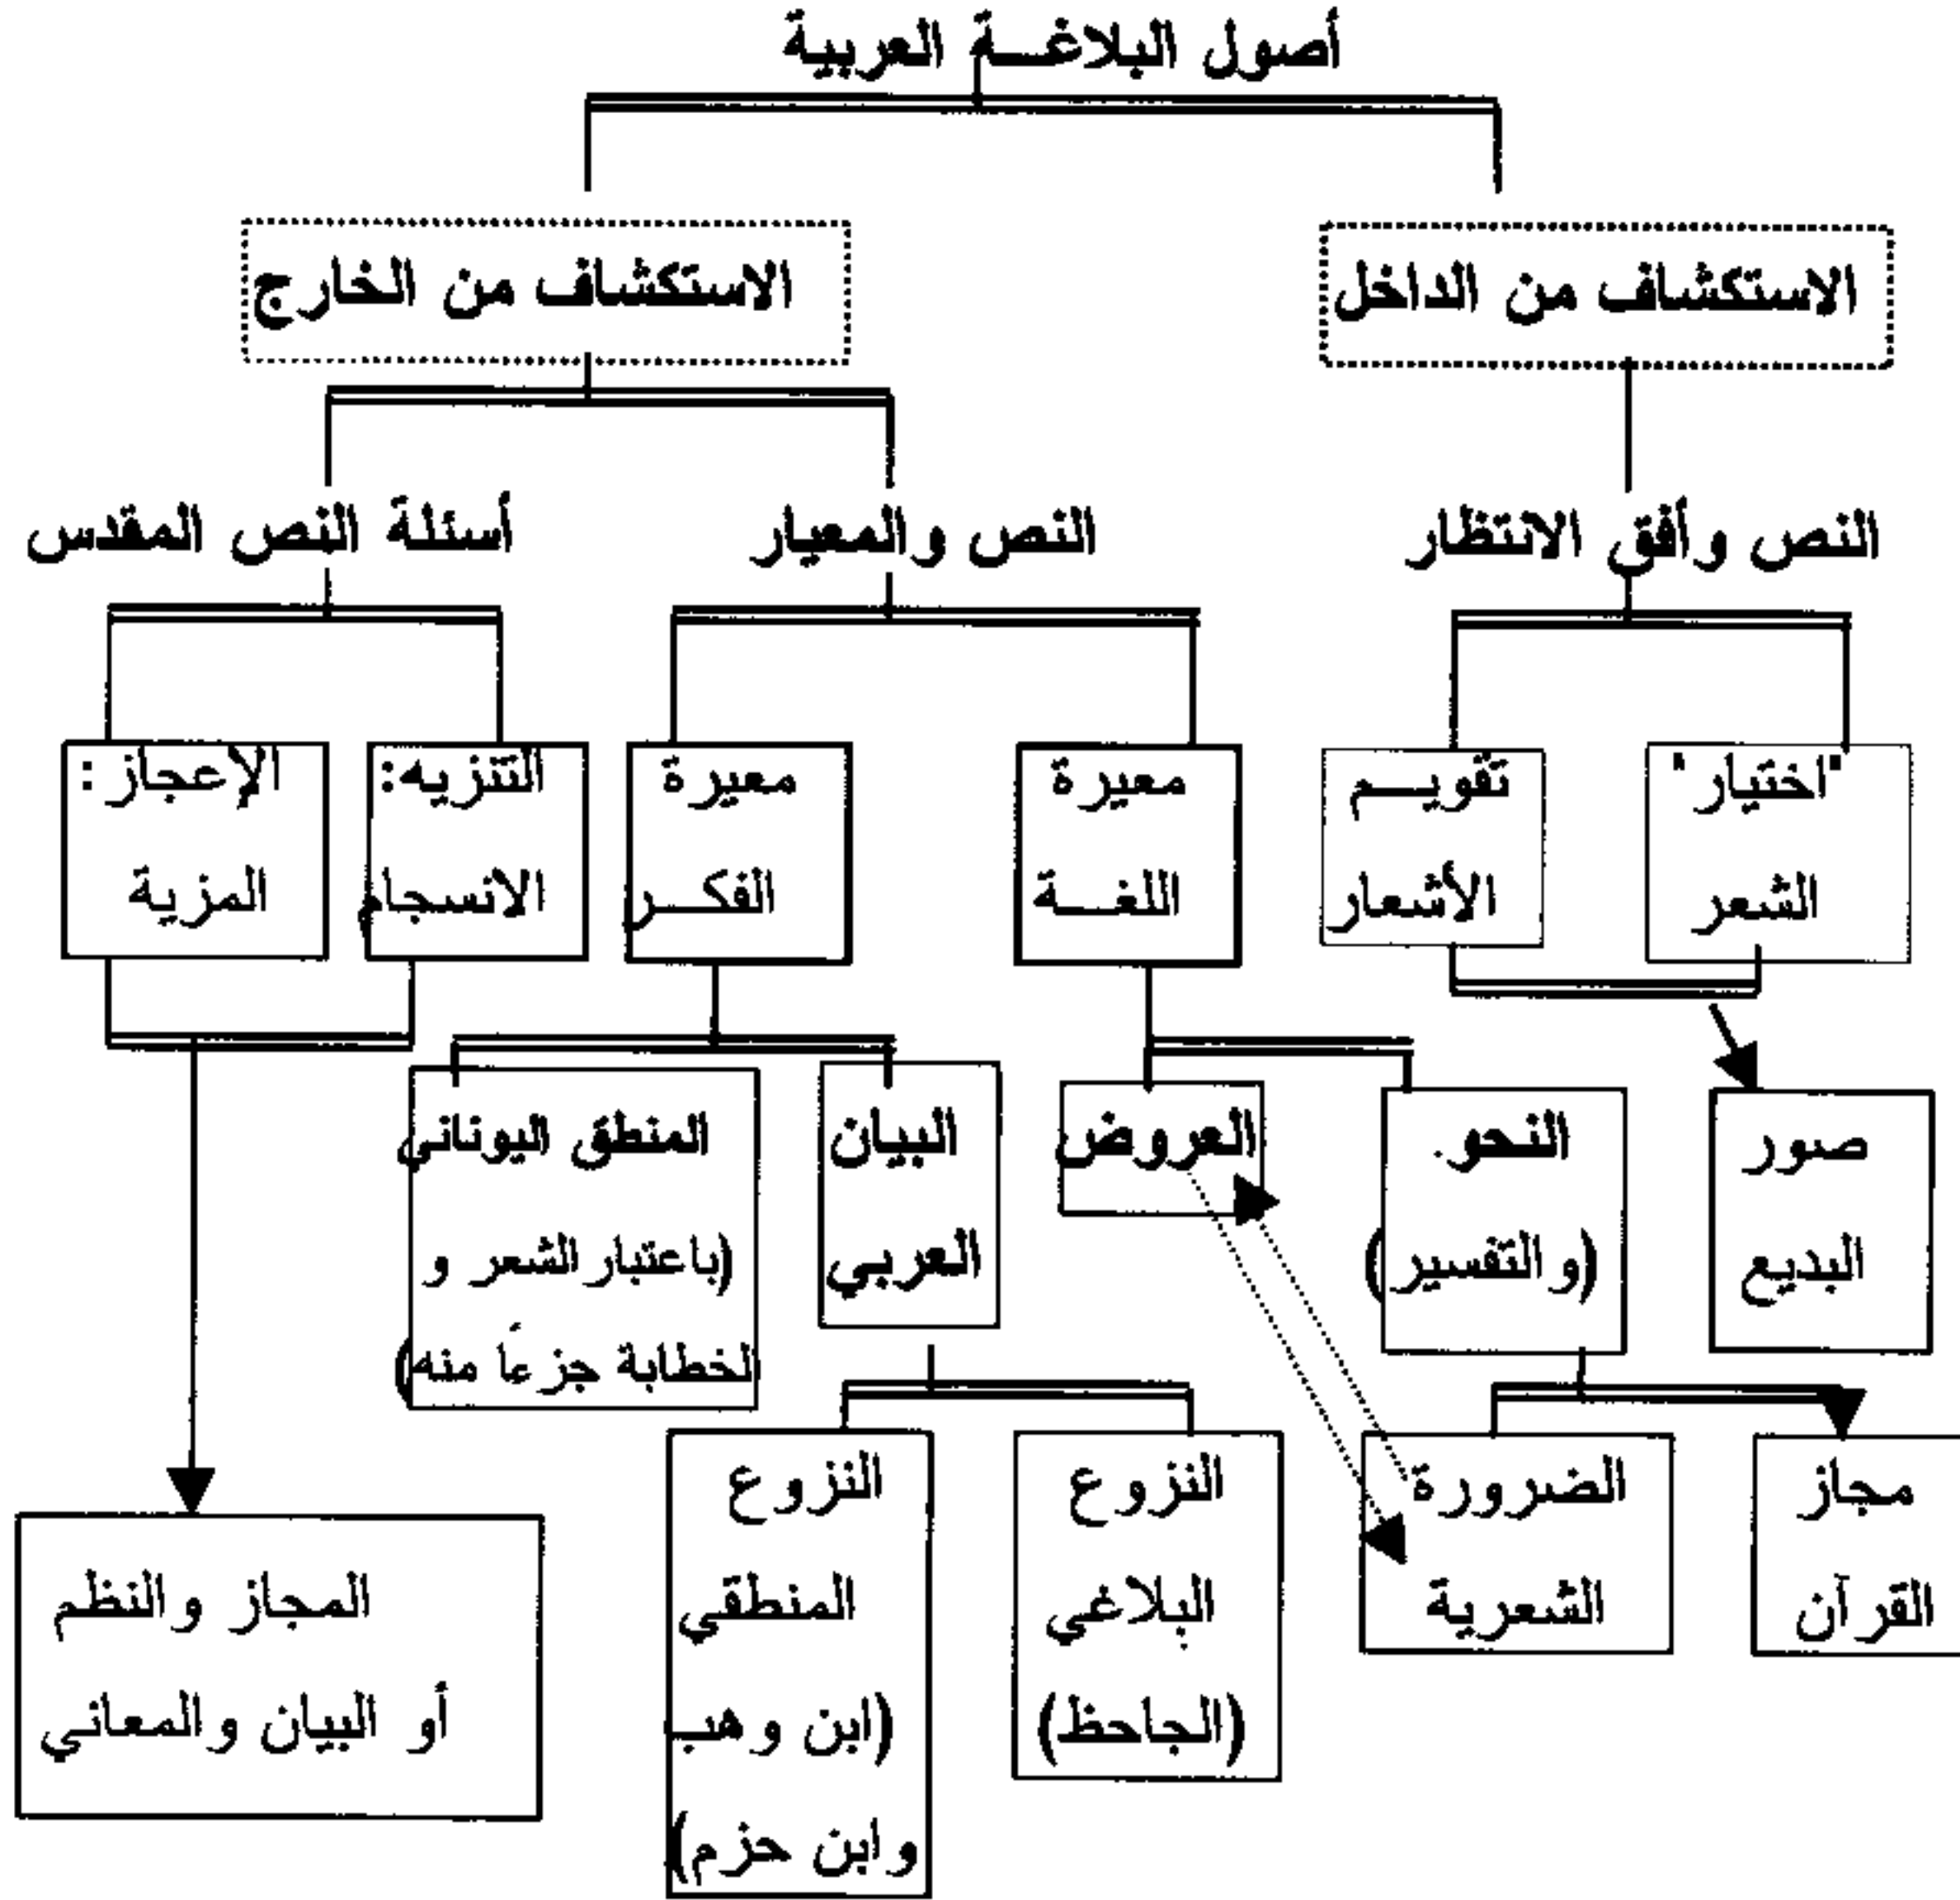 أصول البلاغة العربية
الاستكشاف من الداخل
الاستكشاف من الخارج
النص وأفق الانتظار
النص والمعيار
أسئلة النص المقدس
"اختيار"
الشعر
تقويم
الأشعار
معيرة
اللغة
معيرة
الفكر
التنزيه:
الانسجام
الإعجاز:
المزية
صور
البديع
النحو.
(والتفسير)
العروض
البيان
العربي
المنطق اليوناني
(باعتبار الشعر و
لخطابة جزءاً منه)
مجاز
القرآن
الضرورة
الشعرية
النزوع
البلاغي
(الجاحظ)
النزوع
المنطقي
(ابن وهب
وابن حزم)
المجاز والنظم
أو البيان والمعاني